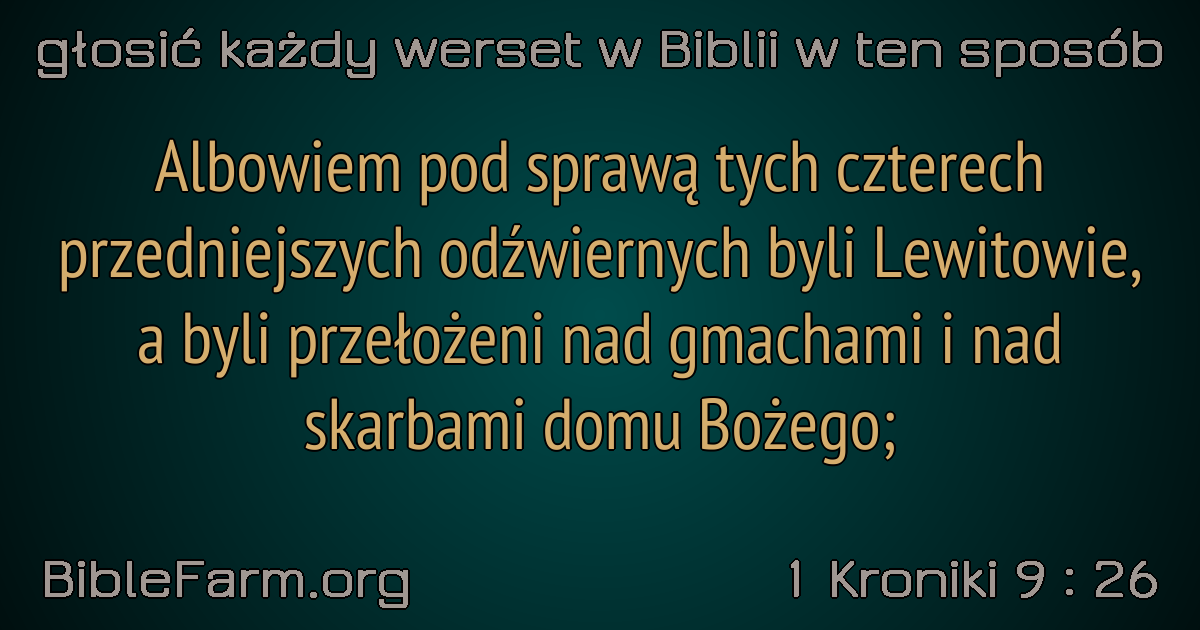 głosić każdy werset w Biblii w ten sposób
Albowiem pod sprawą tych czterech
przedniejszych odźwiernych byli Lewitowie,
a byli przełożeni nad gmachami i nad
skarbami domu Bożego;
BibleFarm.org
1 Kroniki 9 : 26